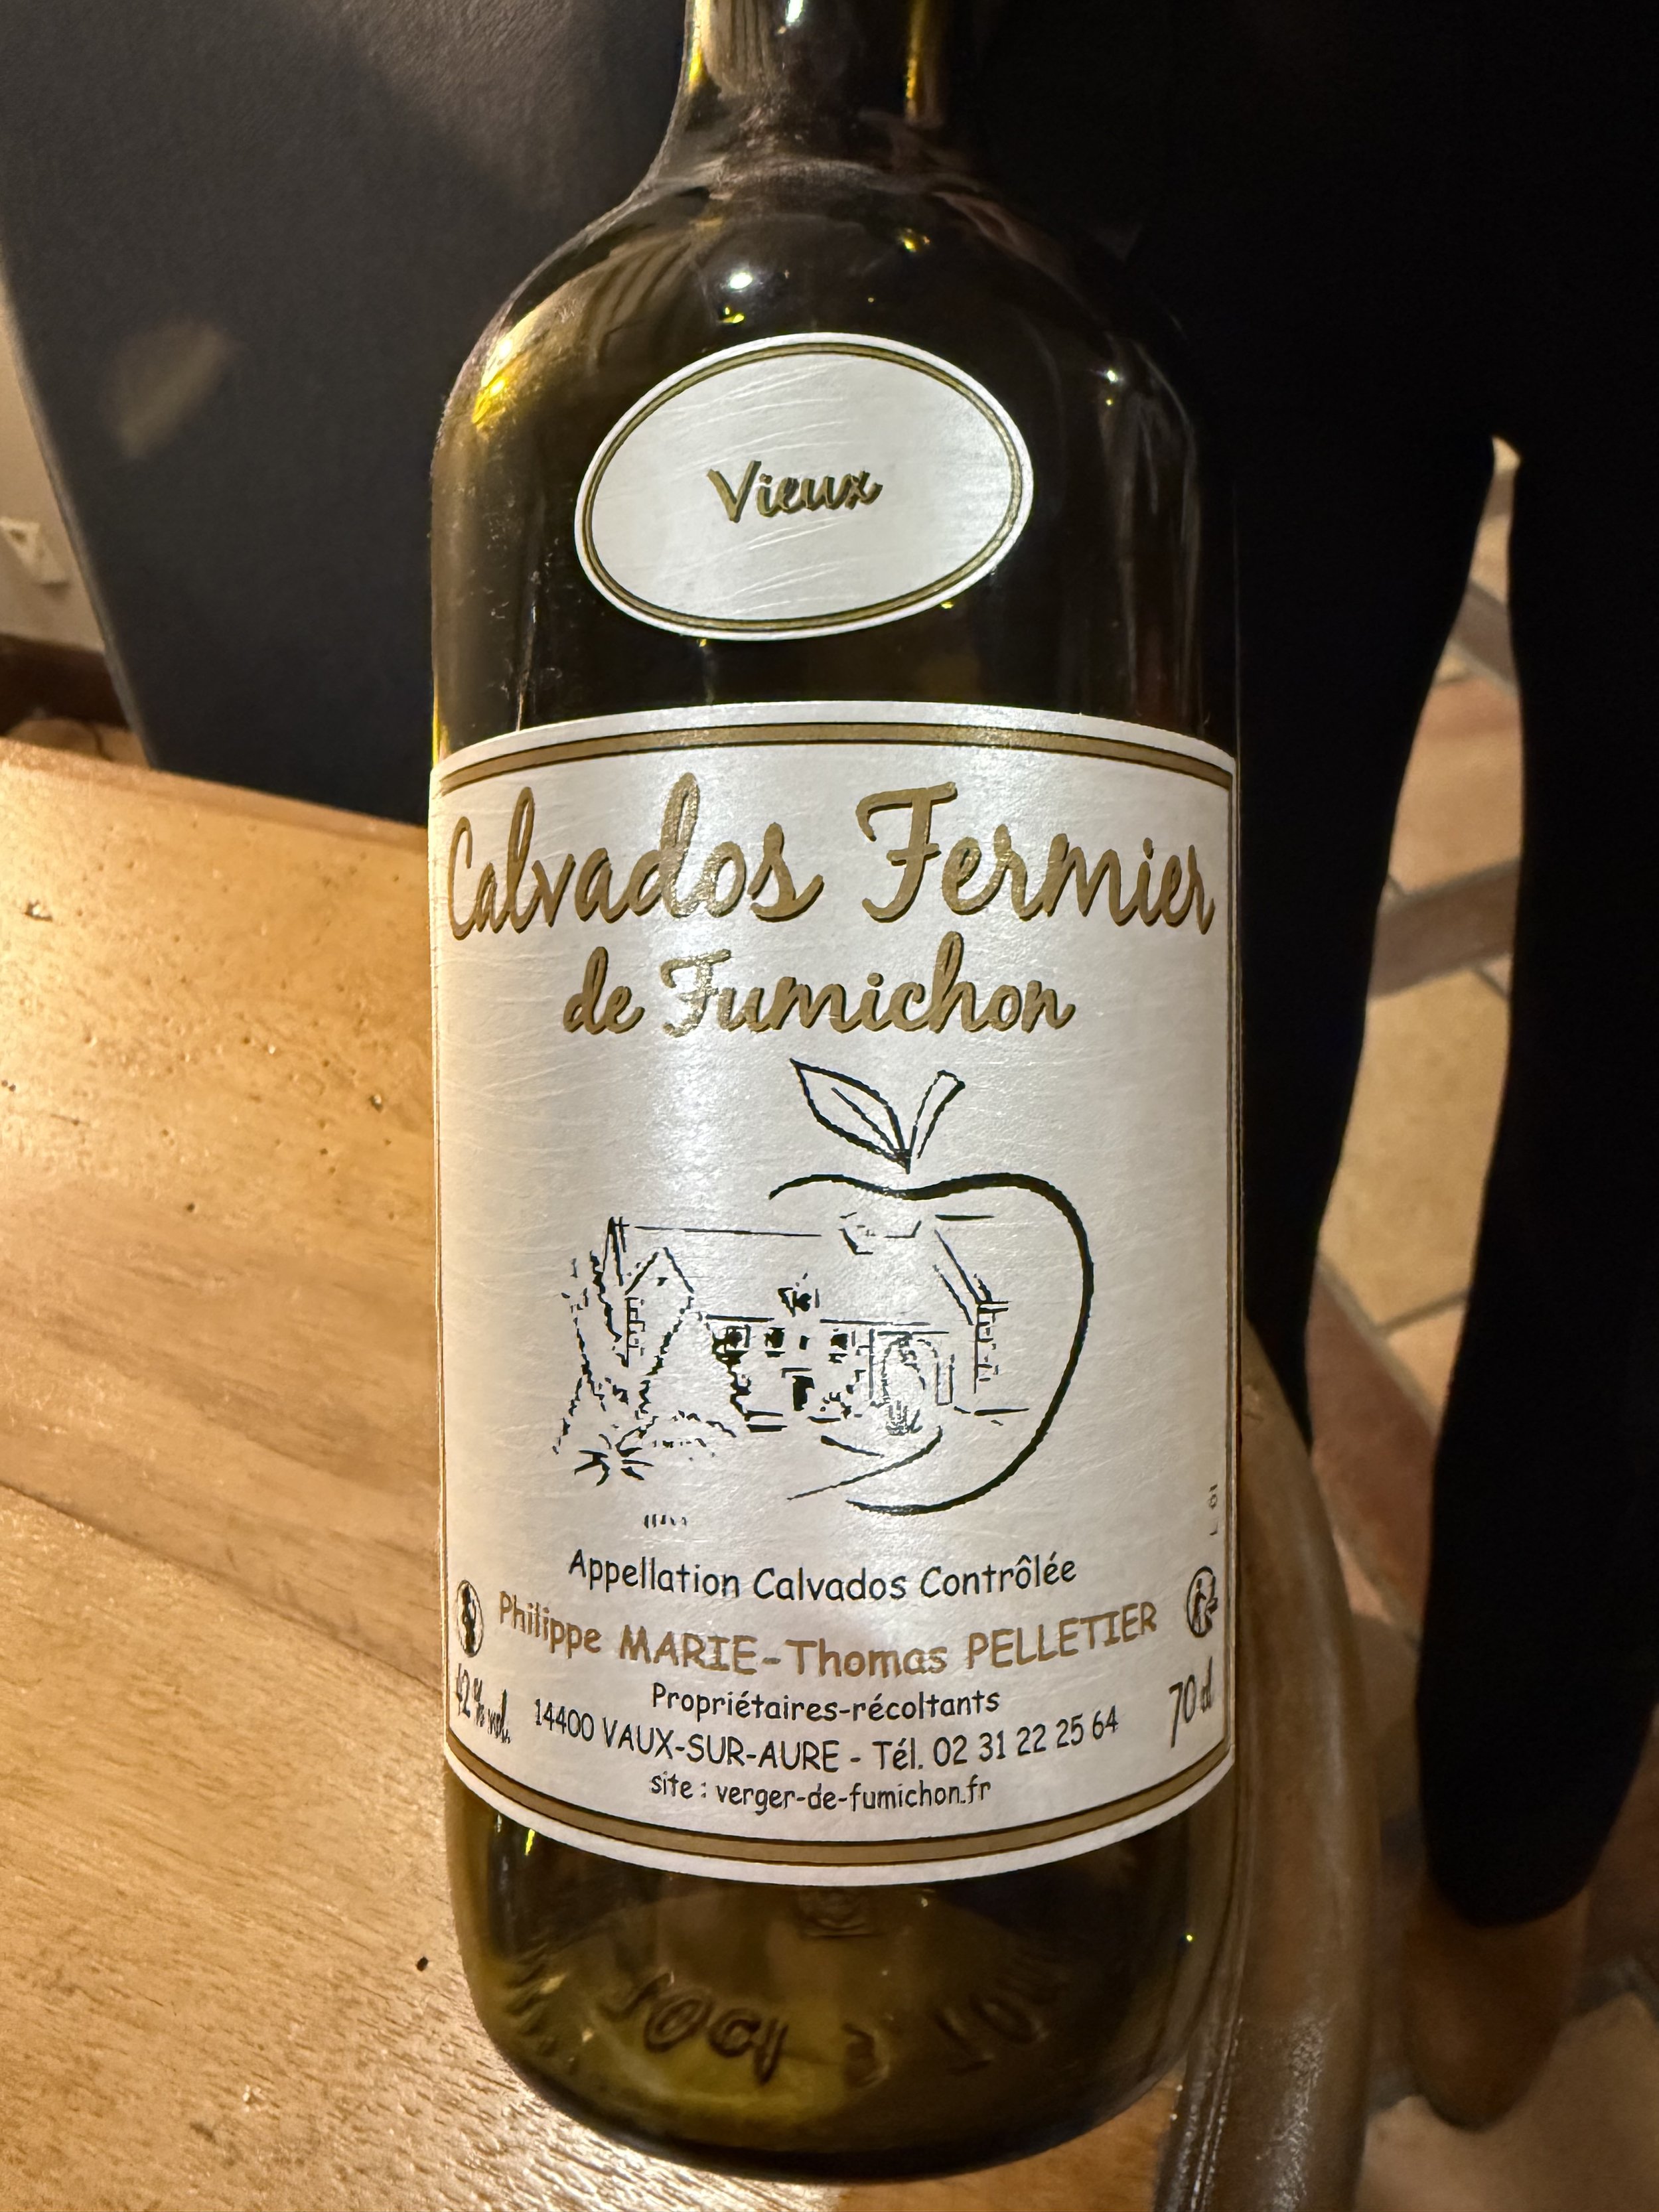 Vieux
Calvados Fermier
de Fumichon
Appellation Calvados Contrôlée
Philippe MARIE-Thomas PELLETIER
Propriétaires-récoltants
42 % vol.
14400 VAUX-SUR-AURE - Tél. 02 31 22 25 64
70 cl
site : verger-de-fumichon.fr
L 01